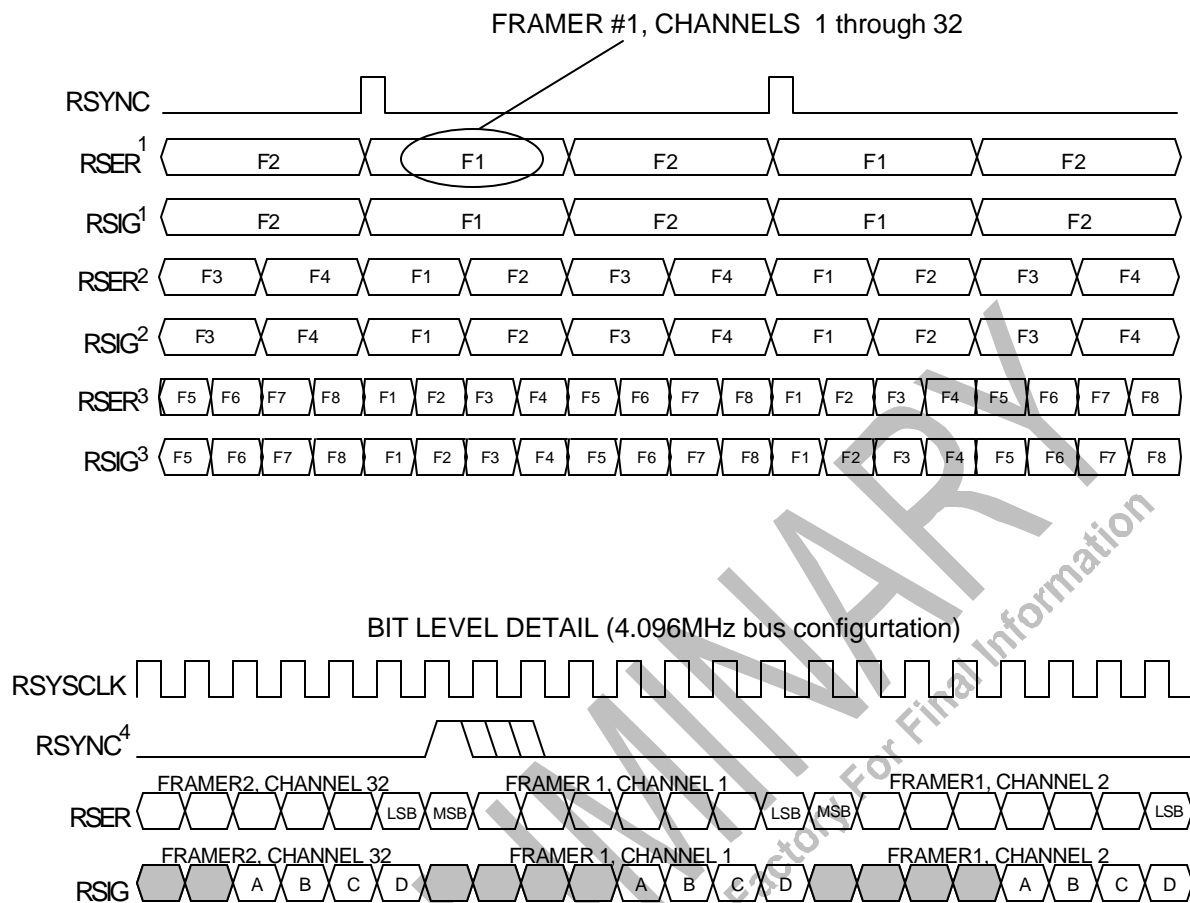 FRAMER #1, CHANNELS 1 through 32
RSYNC
RSER1 F2 F1 F2 F1 F2
RSIG1 F2 F1 F2 F1 F2
RSER2 F3 F4 F1 F2 F3 F4 F1 F2 F3 F4
RSIG2 F3 F4 F1 F2 F3 F4 F1 F2 F3 F4
RSER3 F5 F6 F7 F8 F1 F2 F3 F4 F5 F6 F7 F8 F1 F2 F3 F4 F5 F6 F7 F8
RSIG3 F5 F6 F7 F8 F1 F2 F3 F4 F5 F6 F7 F8 F1 F2 F3 F4 F5 F6 F7 F8
BIT LEVEL DETAIL (4.096MHz bus configurtation)
RSYSCLK
RSYNC4
FRAMER2, CHANNEL 32 FRAMER 1, CHANNEL 1 FRAMER1, CHANNEL 2
RSER LSB MSB LSB MSB LSB
FRAMER2, CHANNEL 32 FRAMER 1, CHANNEL 1 FRAMER1, CHANNEL 2
RSIG A B C D A B C D A B C D
IMINARY
Factory For Final Information